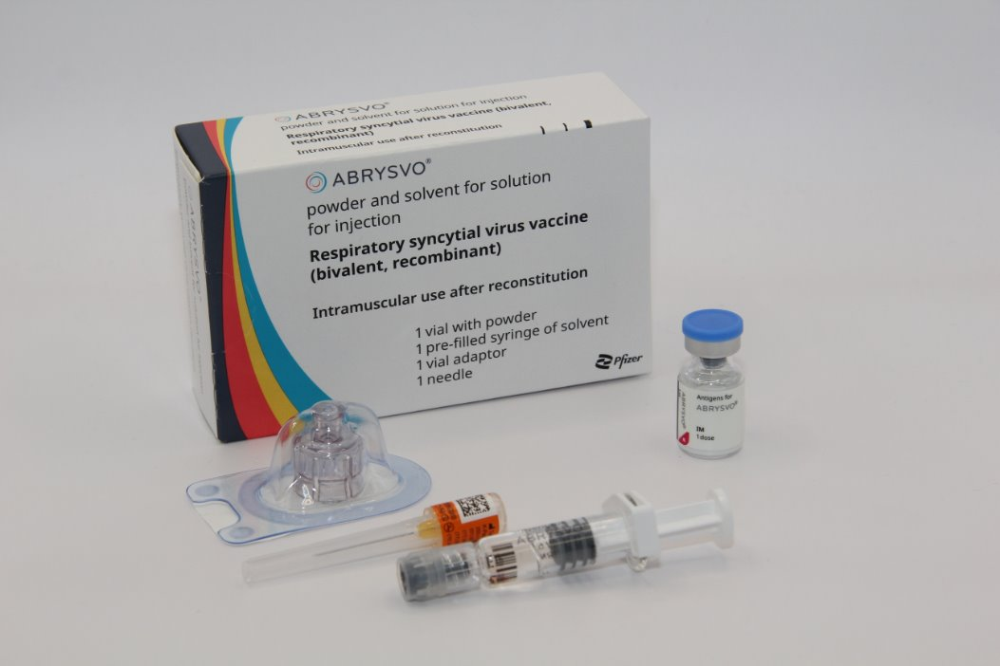 ABRYSVO®
powder and solvent for solution for injection
Respiratory syncytial virus vaccine (bivalent,
recombinant)
Intramuscular use after reconstitution
ABRYSVO®
powder and solvent for solution
for injection
Respiratory syncytial virus vaccine
(bivalent, recombinant)
Intramuscular use after reconstitution
1 vial with powder
1 pre-filled syringe of solvent
1 vial adaptor
1 needle
Pfizer
ABRYSVO®
Antigens for
ABRYSVO®
IM
1 dose
ABRYSVO®